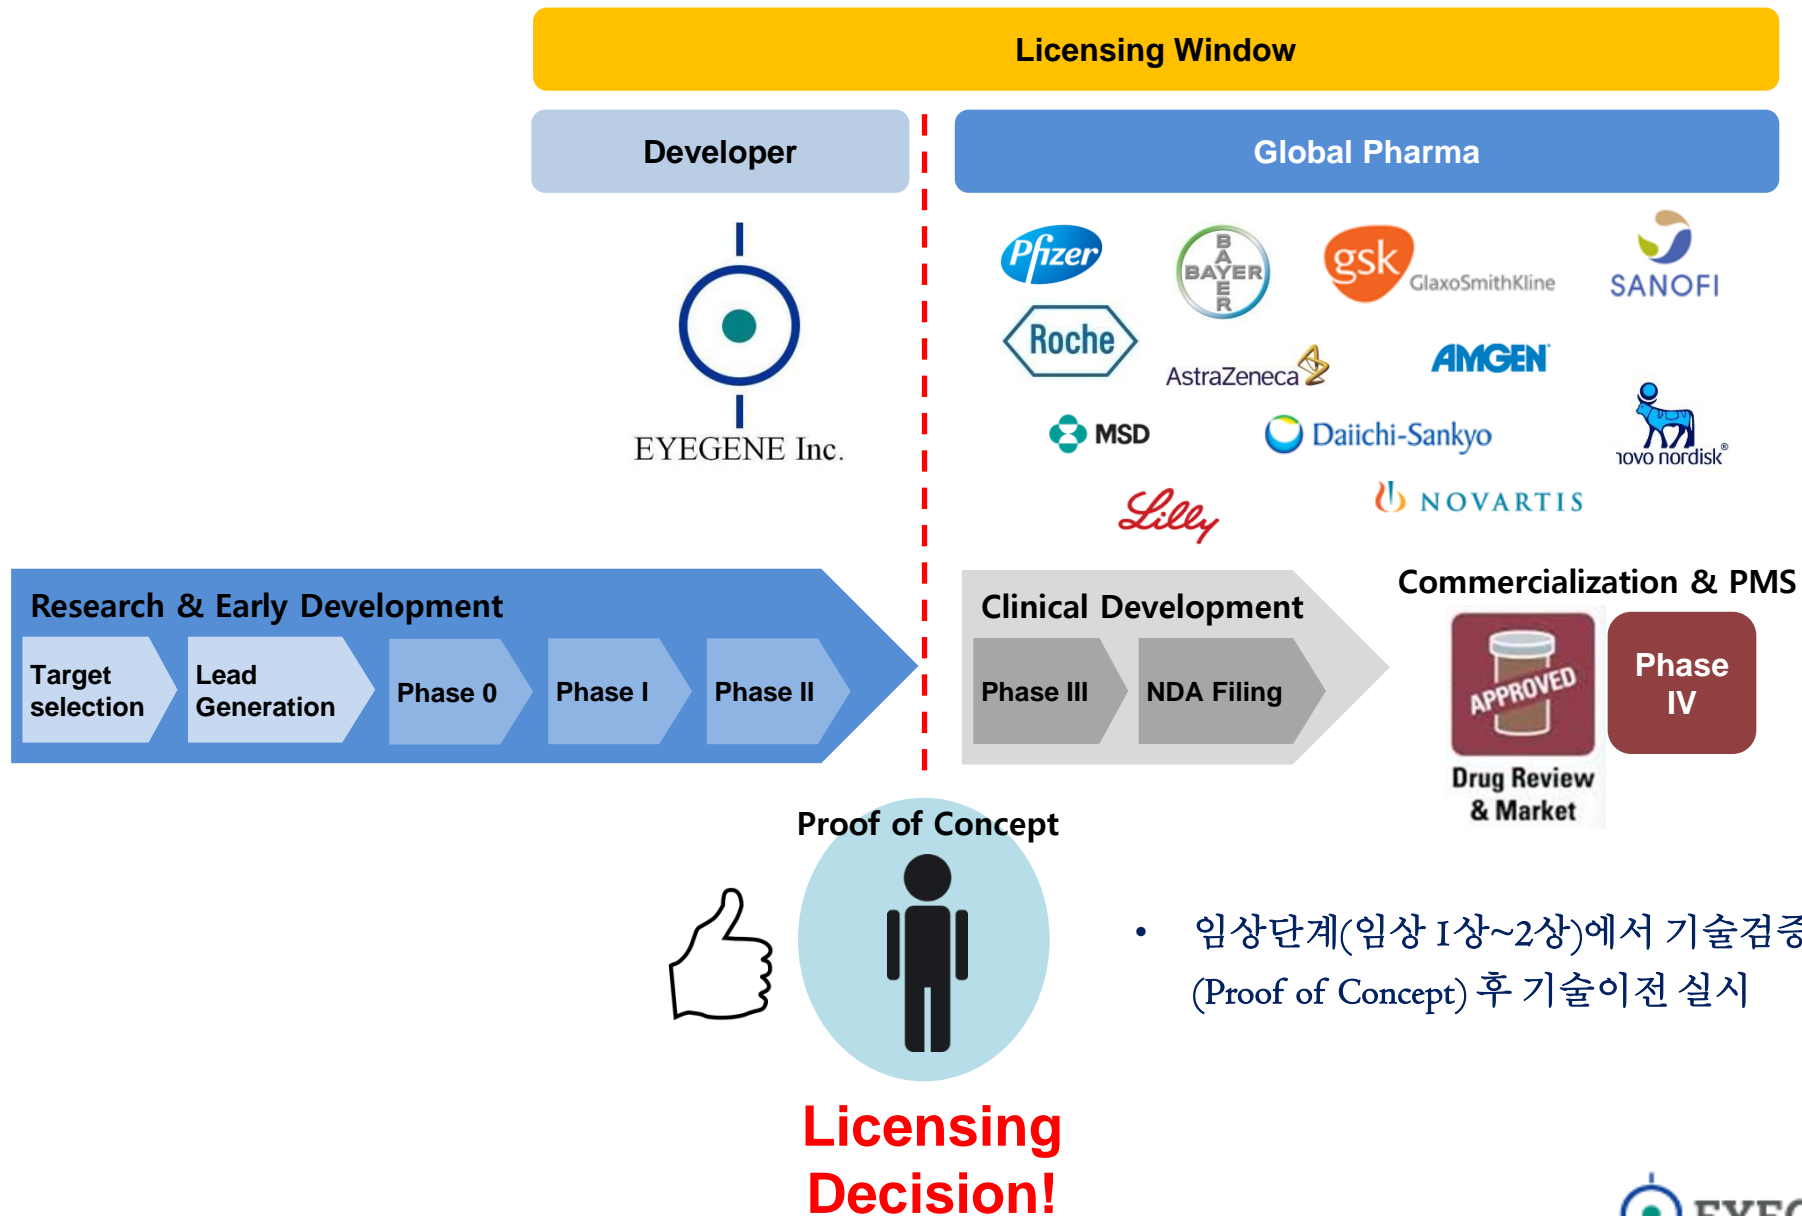 Licensing Window
Developer
Global Pharma
Pfizer
BAYER
BAYER
gsk
GlaxoSmithKline
SANOFI
Roche
AstraZeneca
AMGEN
MSD
Daiichi-Sankyo
novo nordisk®
Lilly
NOVARTIS
EYEGENE Inc.
Research & Early Development
Target
selection
Lead
Generation
Phase 0
Phase I
Phase II
Clinical Development
Phase III
NDA Filing
Commercialization & PMS
APPROVED
Drug Review
& Market
Phase
IV
Proof of Concept
• 임상단계(임상 I상~2상)에서 기술검증
(Proof of Concept) 후 기술이전 실시
Licensing
Decision!